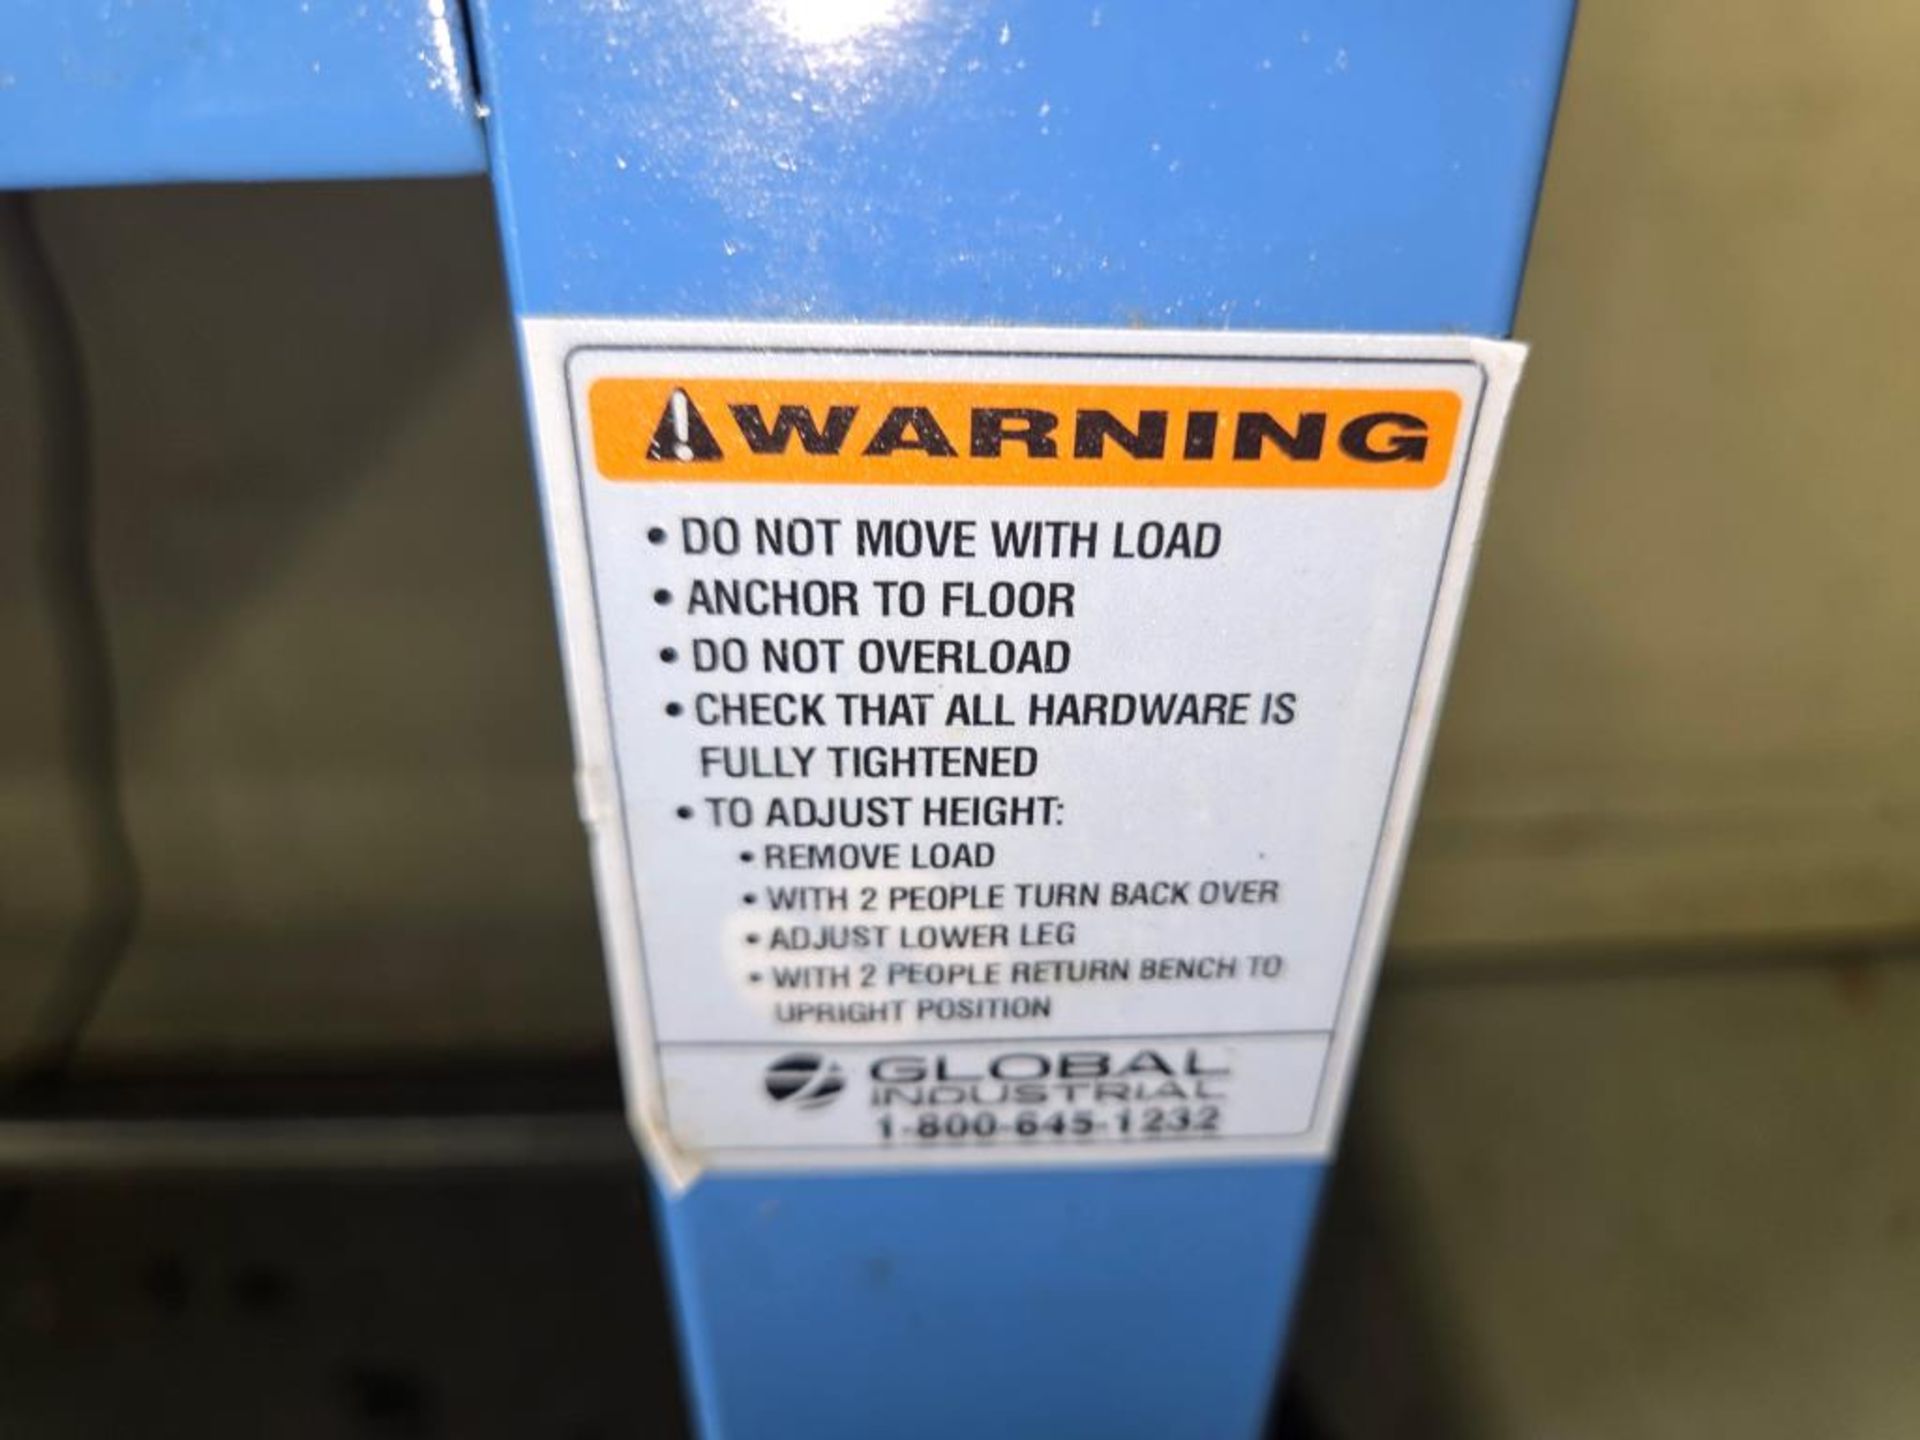 WARNING
• DO NOT MOVE WITH LOAD
• ANCHOR TO FLOOR
• DO NOT OVERLOAD
• CHECK THAT ALL HARDWARE IS
FULLY TIGHTENED
• TO ADJUST HEIGHT:
• REMOVE LOAD
• WITH 2 PEOPLE TURN BACK OVER
• ADJUST LOWER LEG
• WITH 2 PEOPLE RETURN BENCH TO
UPRIGHT POSITION
GLOBAL
INDUSTRIAL
1-800-645-1232